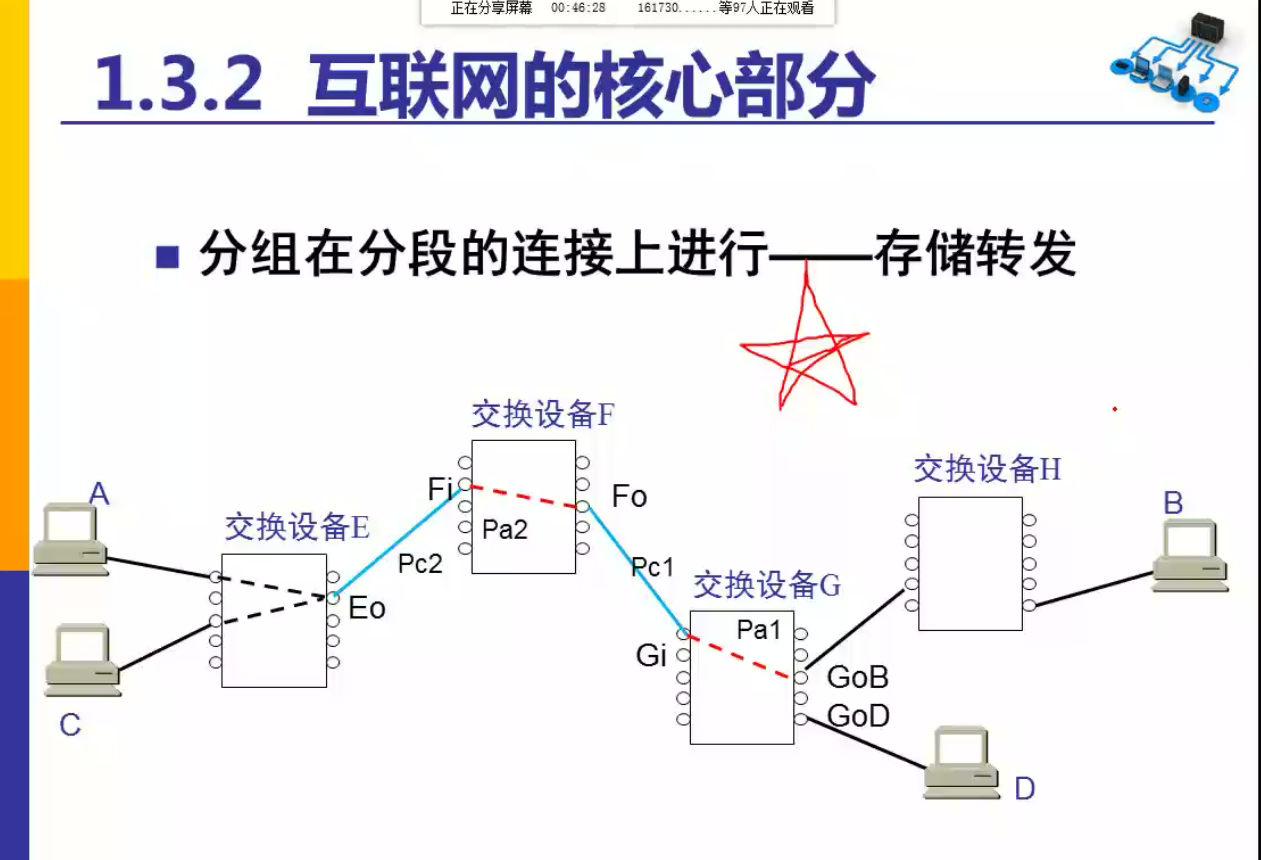 正在分享屏幕 00:46:28 161730......等97人正在观看
1.3.2 互联网的核心部分
分组在分段的连接上进行——存储转发
交换设备F
交换设备H
A
Fi
Fo
B
交换设备E
Pa2
Pc2
Pc1
交换设备G
Eo
Pa1
Gi
GoB
C
GoD
D